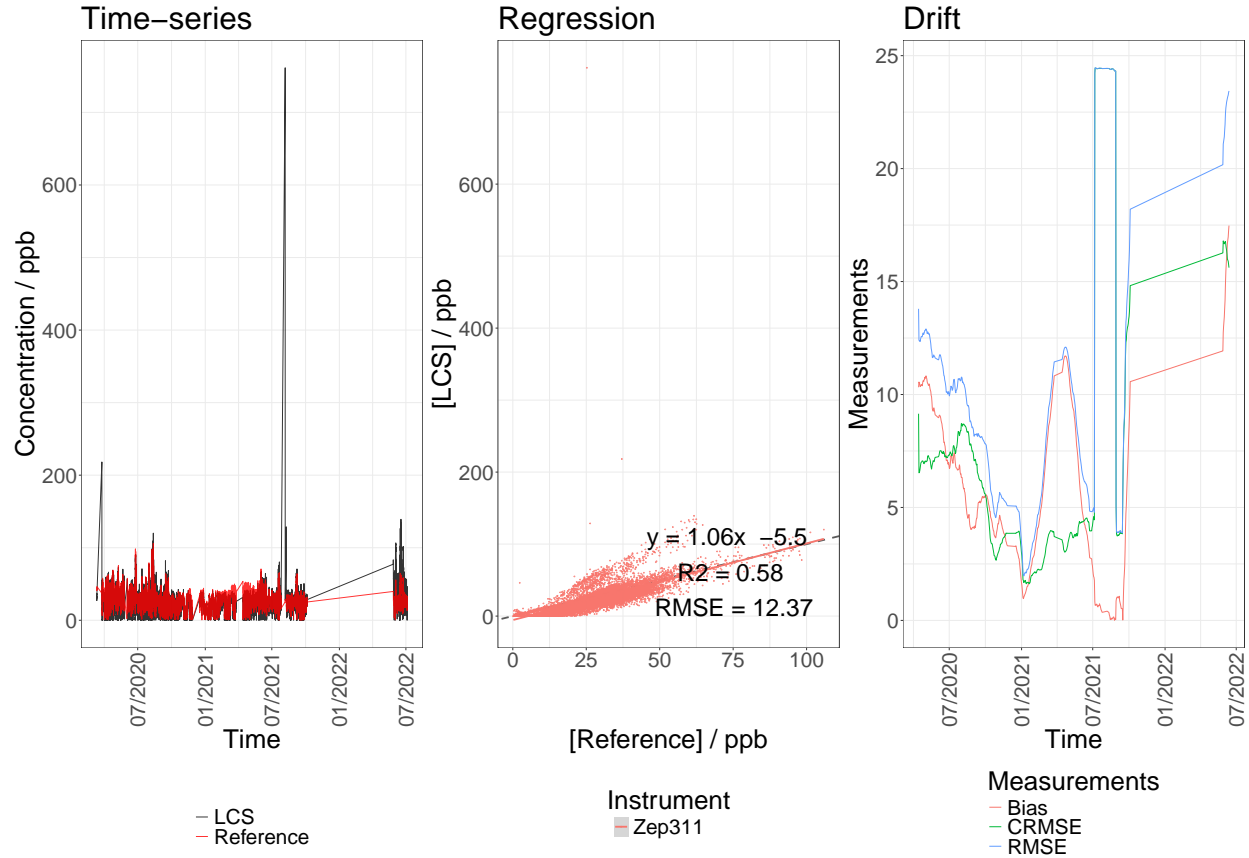 Time−series
Concentration / ppb
600
400
200
0
07/2020
01/2021
07/2021
01/2022
07/2022
Time
LCS
Reference
Regression
[LCS] / ppb
600
400
200
0
y = 1.06x −5.5
R2 = 0.58
RMSE = 12.37
0 25 50 75 100
[Reference] / ppb
Instrument
Zep311
Drift
Measurements
25
20
15
10
5
0
07/2020
01/2021
07/2021
01/2022
07/2022
Time
Measurements
Bias
CRMSE
RMSE